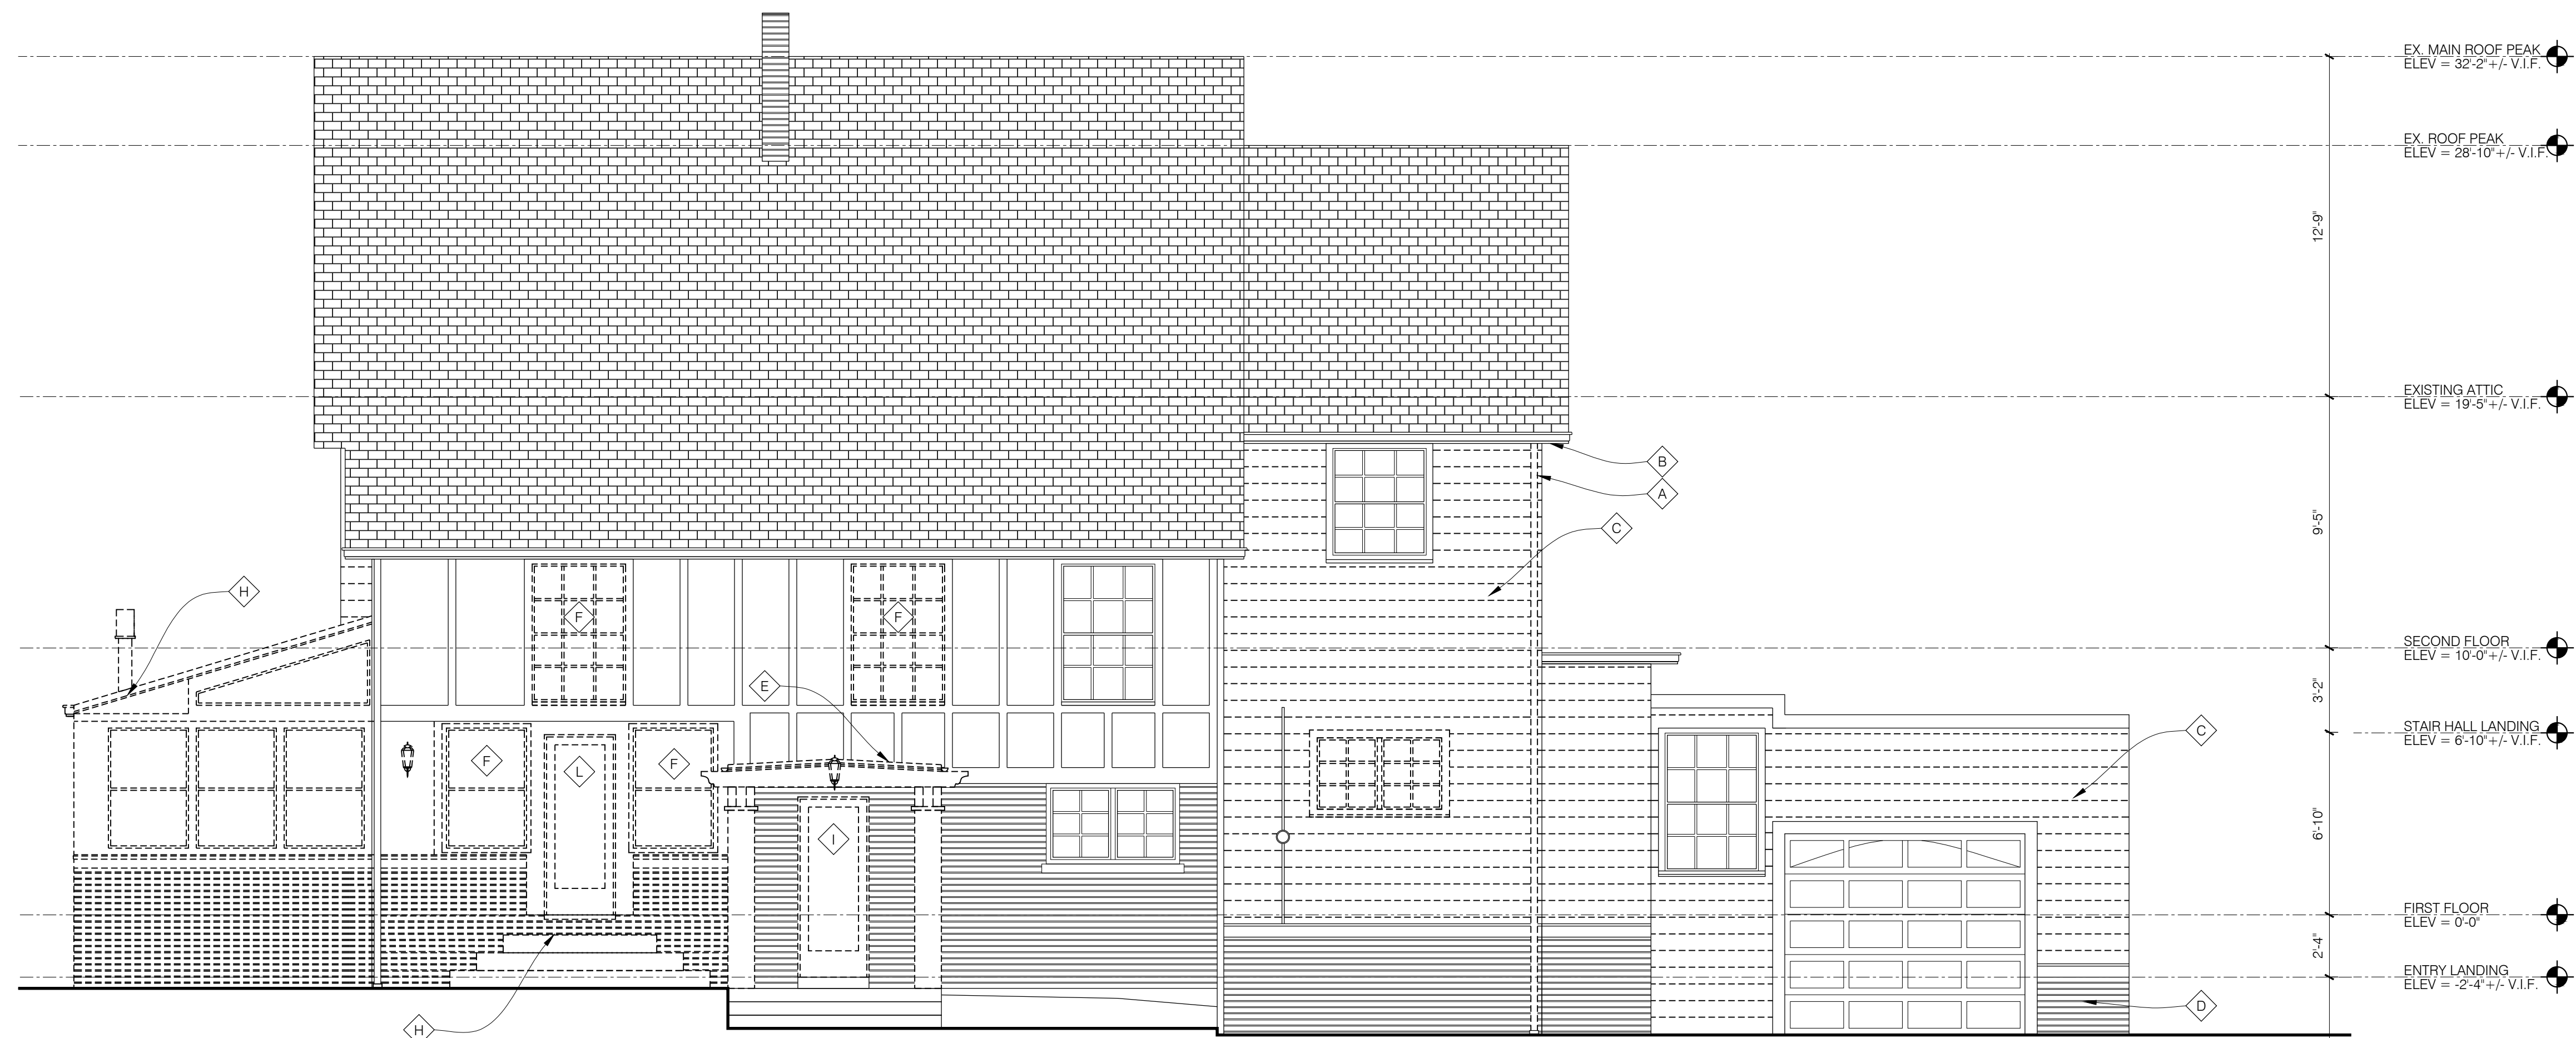 EX. MAIN ROOF PEAK
ELEV = 32'-2"+/- V.I.F.
EX. ROOF PEAK
ELEV = 28'-10"+/- V.I.F.
12'-9"
EXISTING ATTIC
ELEV = 19'-5"+/- V.I.F.
B
A
C
9'-5"
H
F
F
SECOND FLOOR
ELEV = 10'-0"+/- V.I.F.
E
3'-2"
STAIR HALL LANDING
ELEV = 6'-10"+/- V.I.F.
C
F
L
F
I
6'-10"
FIRST FLOOR
ELEV = 0'-0"
2'-4"
ENTRY LANDING
ELEV = -2'-4"+/- V.I.F.
D
H